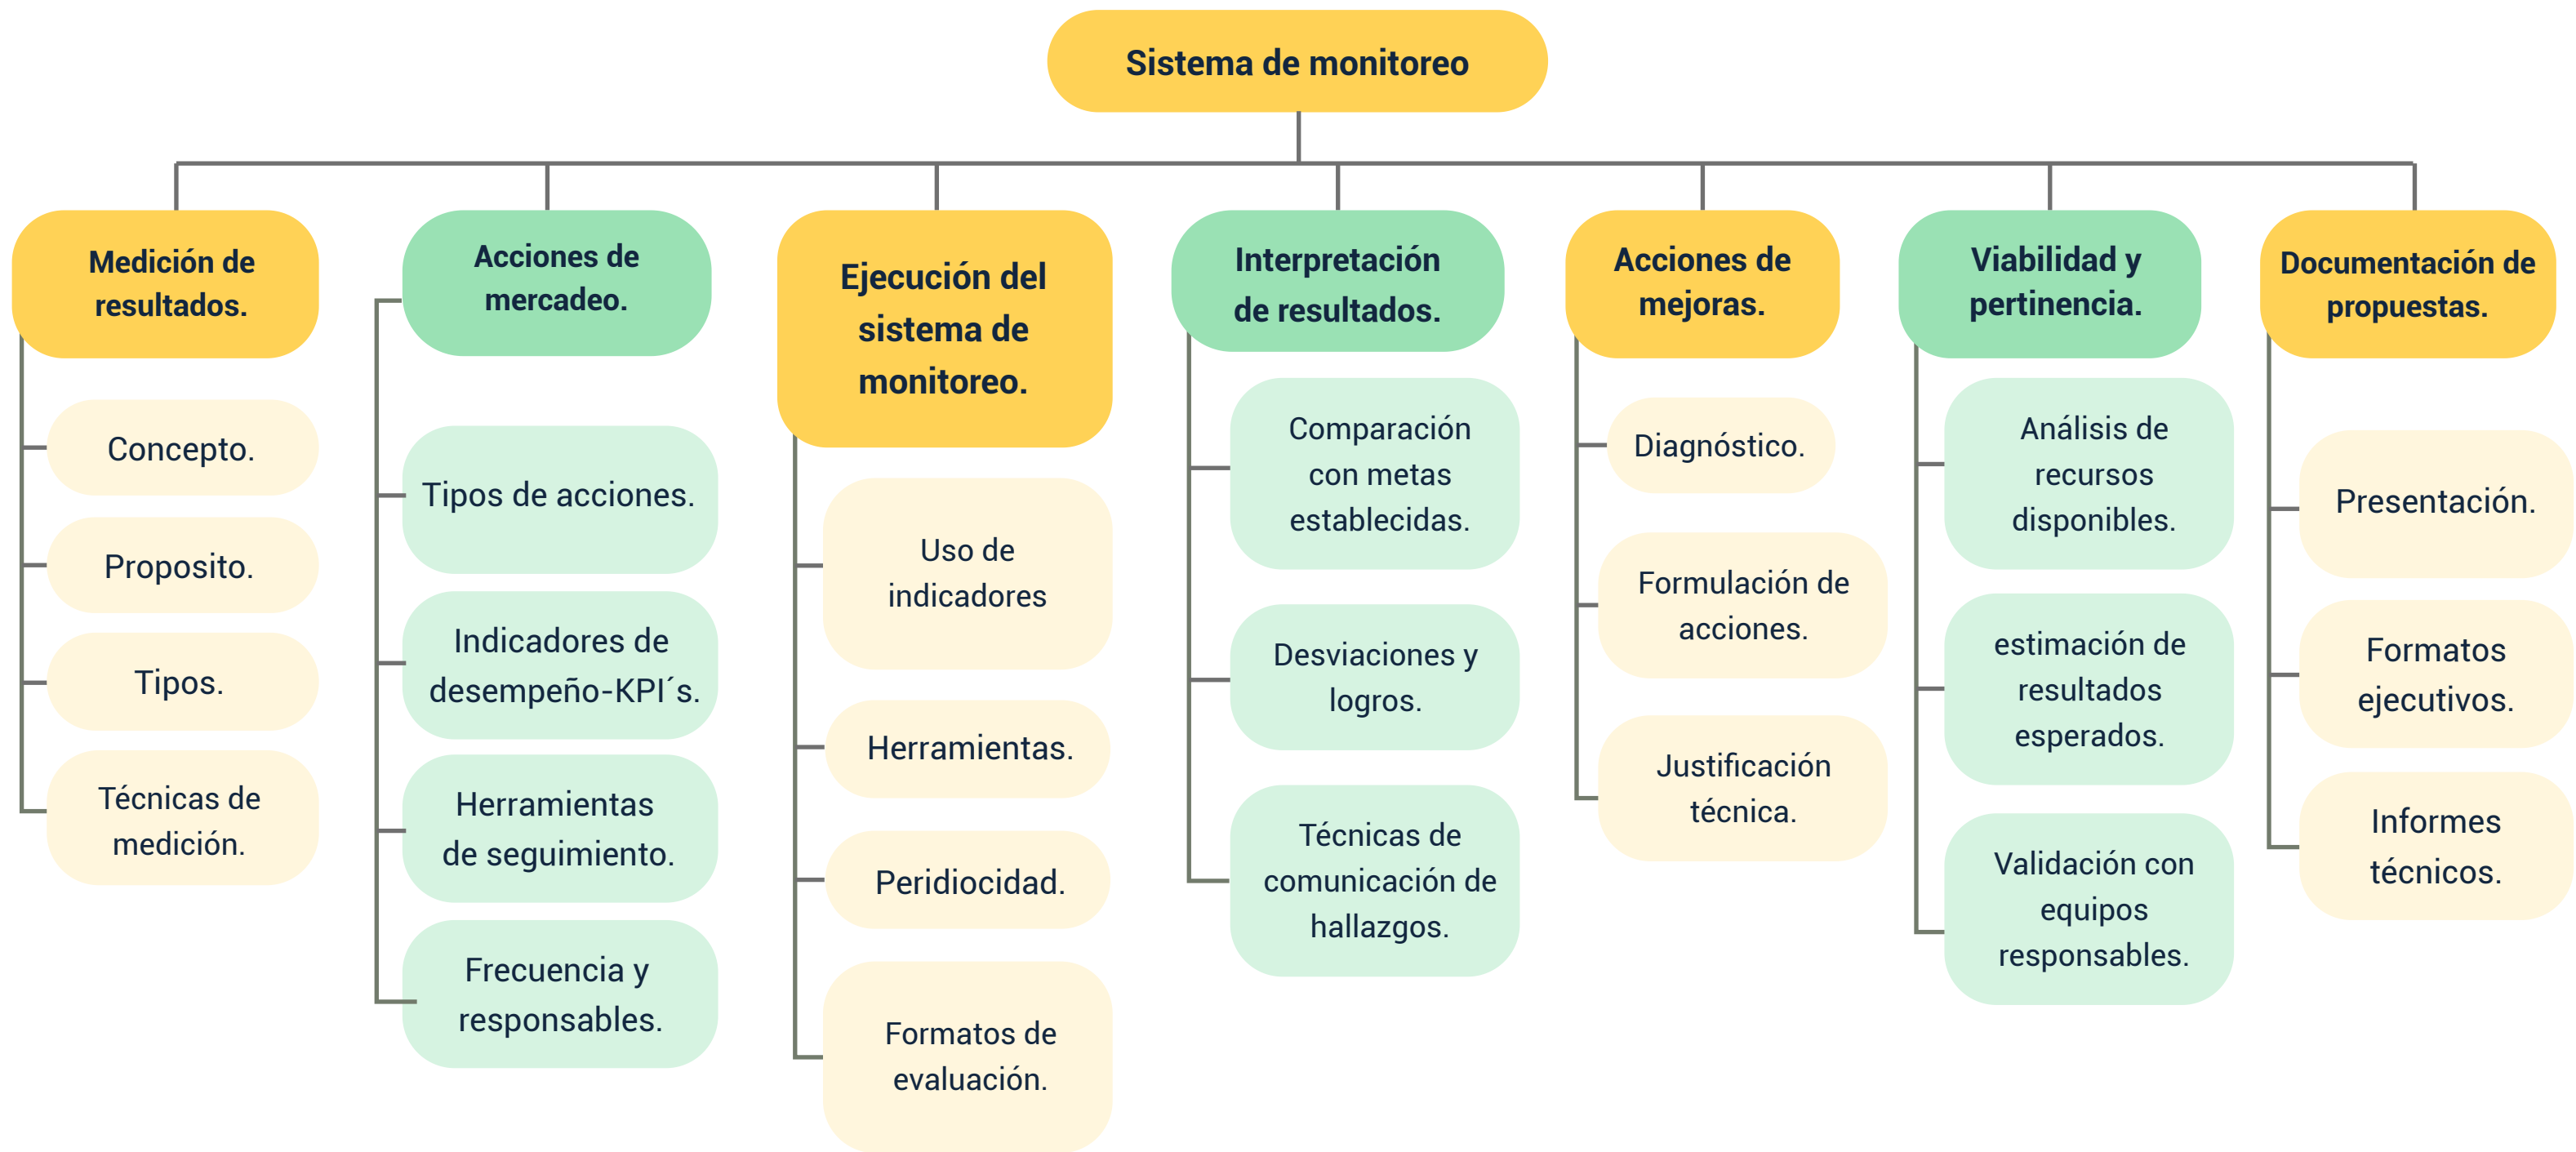 Sistema de monitoreo
Medición de
resultados.
Concepto.
Proposito.
Tipos.
Técnicas de
medición.
Acciones de
mercadeo.
Tipos de acciones.
Indicadores de
desempeño-KPI´s.
Herramientas
de seguimiento.
Frecuencia y
responsables.
Ejecución del
sistema de
monitoreo.
Uso de
indicadores
Herramientas.
Peridiocidad.
Formatos de
evaluación.
Interpretación
de resultados.
Comparación
con metas
establecidas.
Desviaciones y
logros.
Técnicas de
comunicación de
hallazgos.
Acciones de
mejoras.
Diagnóstico.
Formulación de
acciones.
Justificación
técnica.
Viabilidad y
pertinencia.
Análisis de
recursos
disponibles.
estimación de
resultados
esperados.
Validación con
equipos
responsables.
Documentación de
propuestas.
Presentación.
Formatos
ejecutivos.
Informes
técnicos.